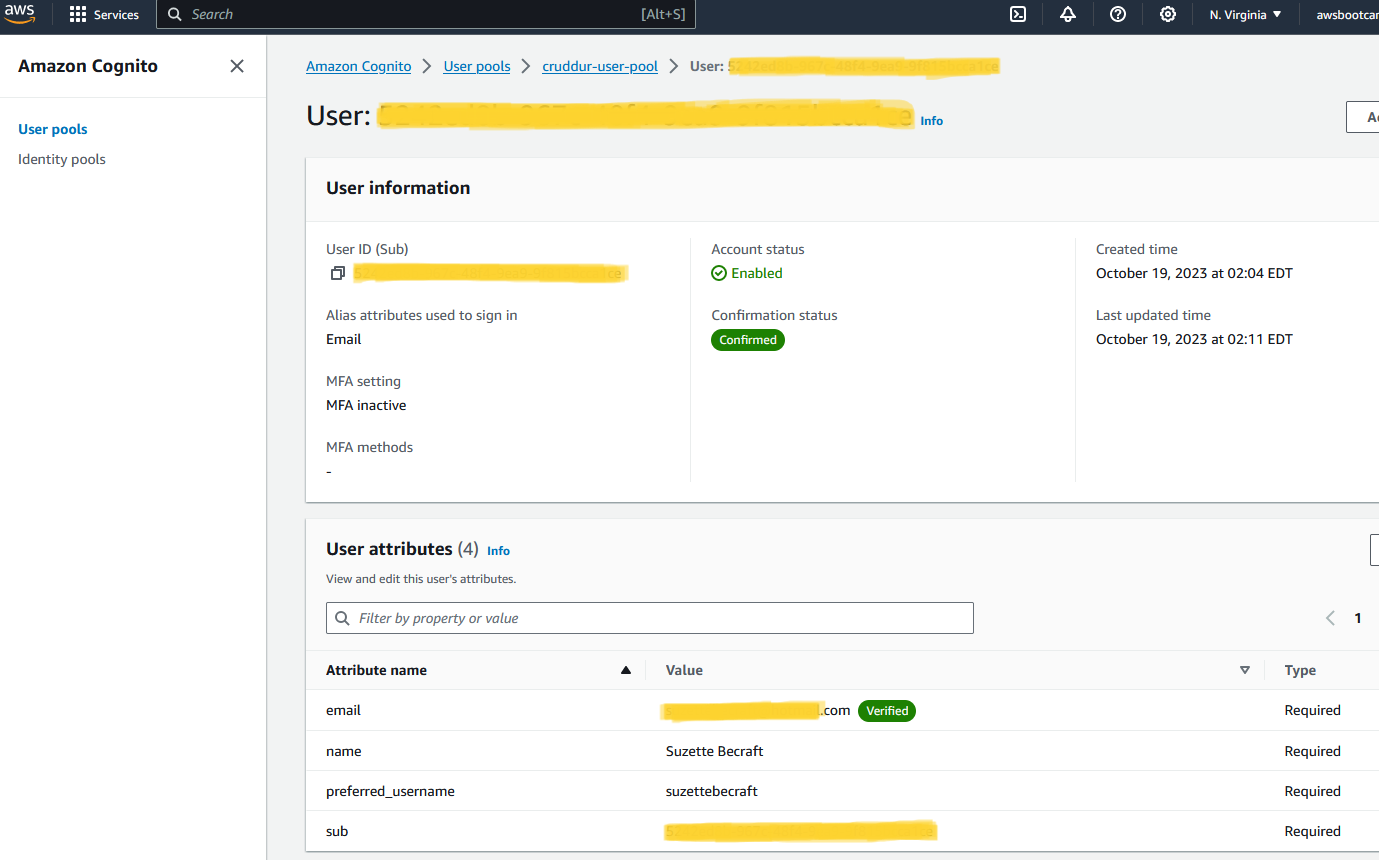 aws Services Search [Alt+S] N. Virginia awsbootcar
Amazon Cognito
User pools
Identity pools
Amazon Cognito User pools cruddur-user-pool User:
User: Info
User information
User ID (Sub)
Alias attributes used to sign in
Email
MFA setting
MFA inactive
MFA methods
-
Account status
Enabled
Confirmation status
Confirmed
Created time
October 19, 2023 at 02:04 EDT
Last updated time
October 19, 2023 at 02:11 EDT
User attributes (4) Info
View and edit this user's attributes.
Filter by property or value
1
Attribute name Value Type
email .com Verified Required
name Suzette Becraft Required
preferred_username suzettebecraft Required
sub Required